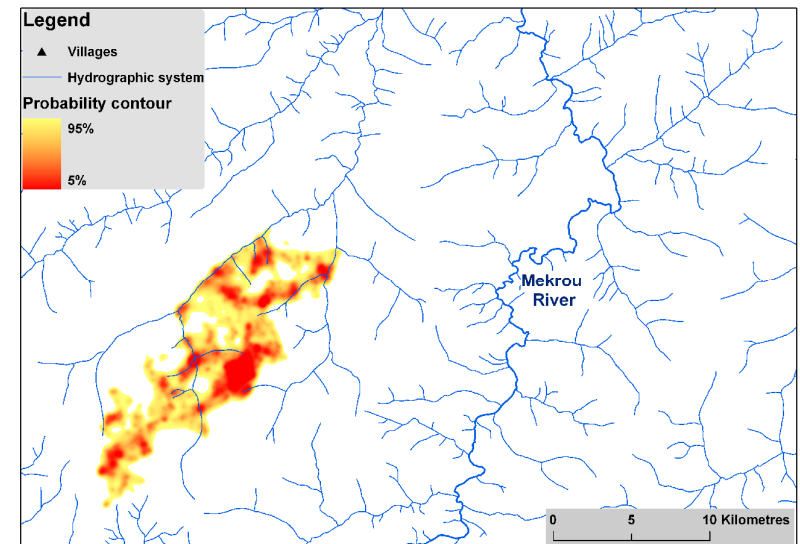 Legend
Villages
Hydrographic system
Probability contour
95%
5%
Mekrou
River
0 5 10 Kilometres